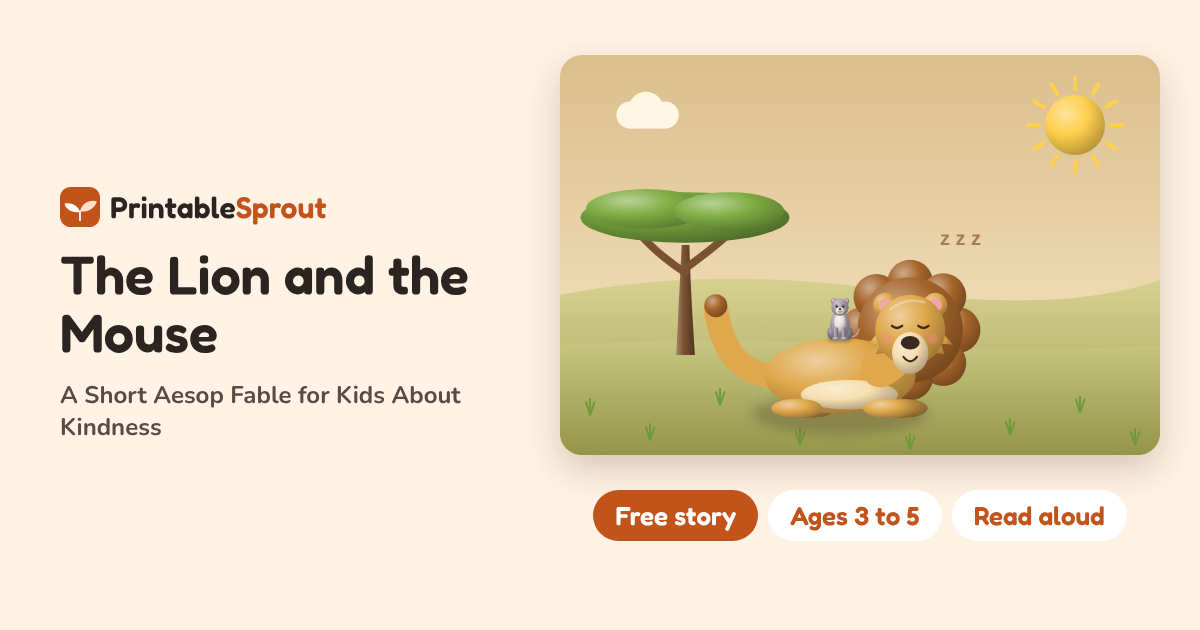 PrintableSprout
The Lion and the
Mouse
A Short Aesop Fable for Kids About
Kindness
z z z
Free story
Ages 3 to 5
Read aloud